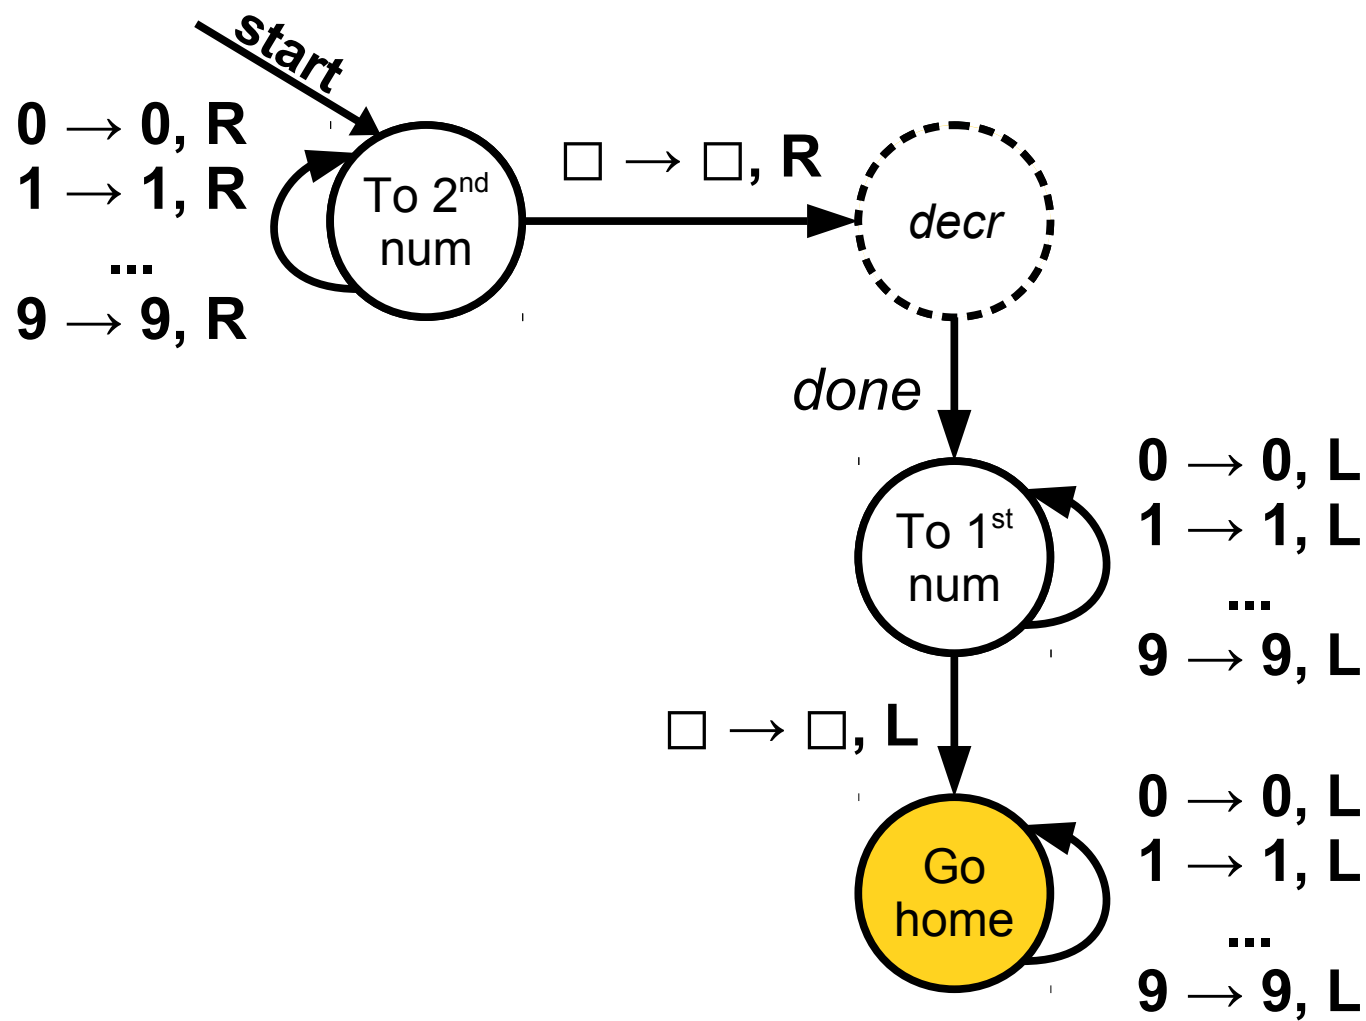 start
0 → 0, R
1 → 1, R
...
9 → 9, R
To 2nd
num
□ → □, R
decr
done
To 1st
num
0 → 0, L
1 → 1, L
...
9 → 9, L
□ → □, L
Go
home
0 → 0, L
1 → 1, L
...
9 → 9, L